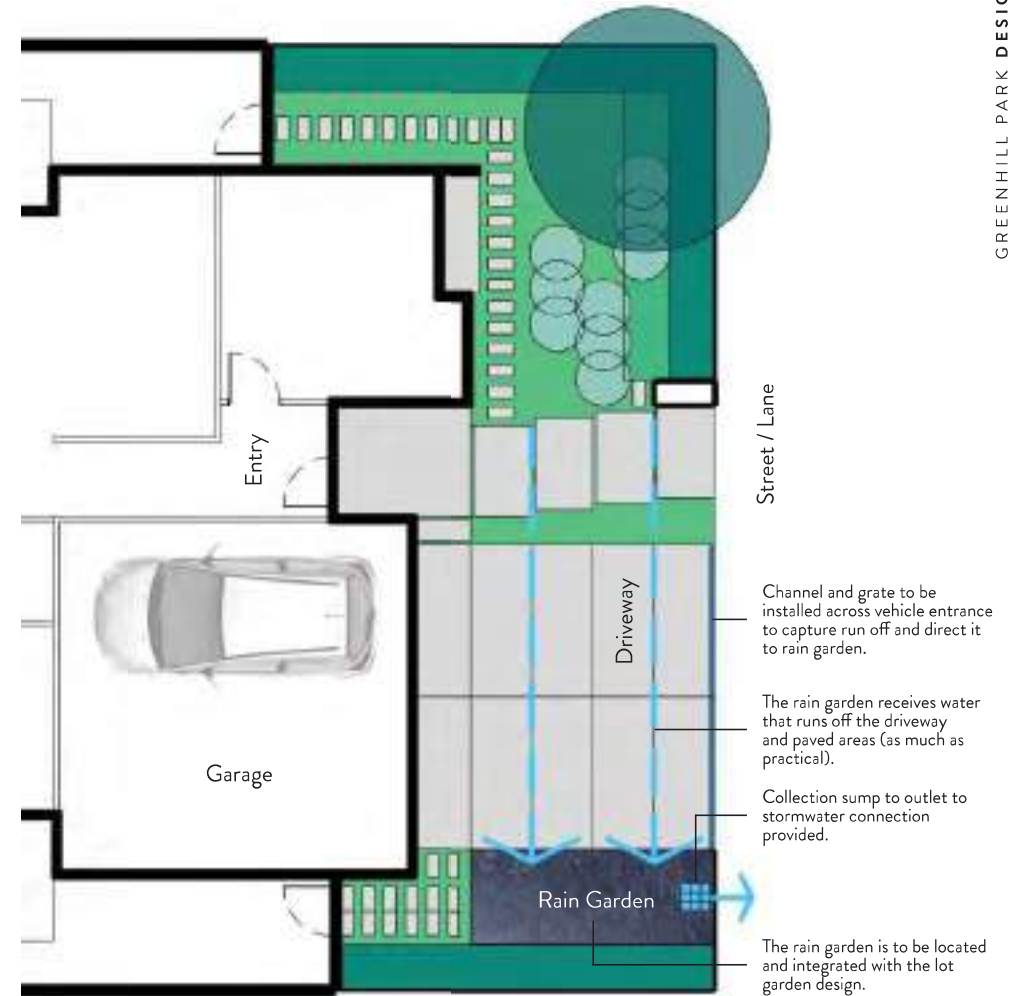 GREENHILL PARK
Entry
Street / Lane
Driveway
Channel and grate to be
installed across vehicle entrance
to capture run off and direct it
to rain garden.
The rain garden receives water
that runs off the driveway
and paved areas (as much as
practical).
Garage
Collection sump to outlet to
stormwater connection
provided.
Rain Garden
The rain garden is to be located
and integrated with the lot
garden design.